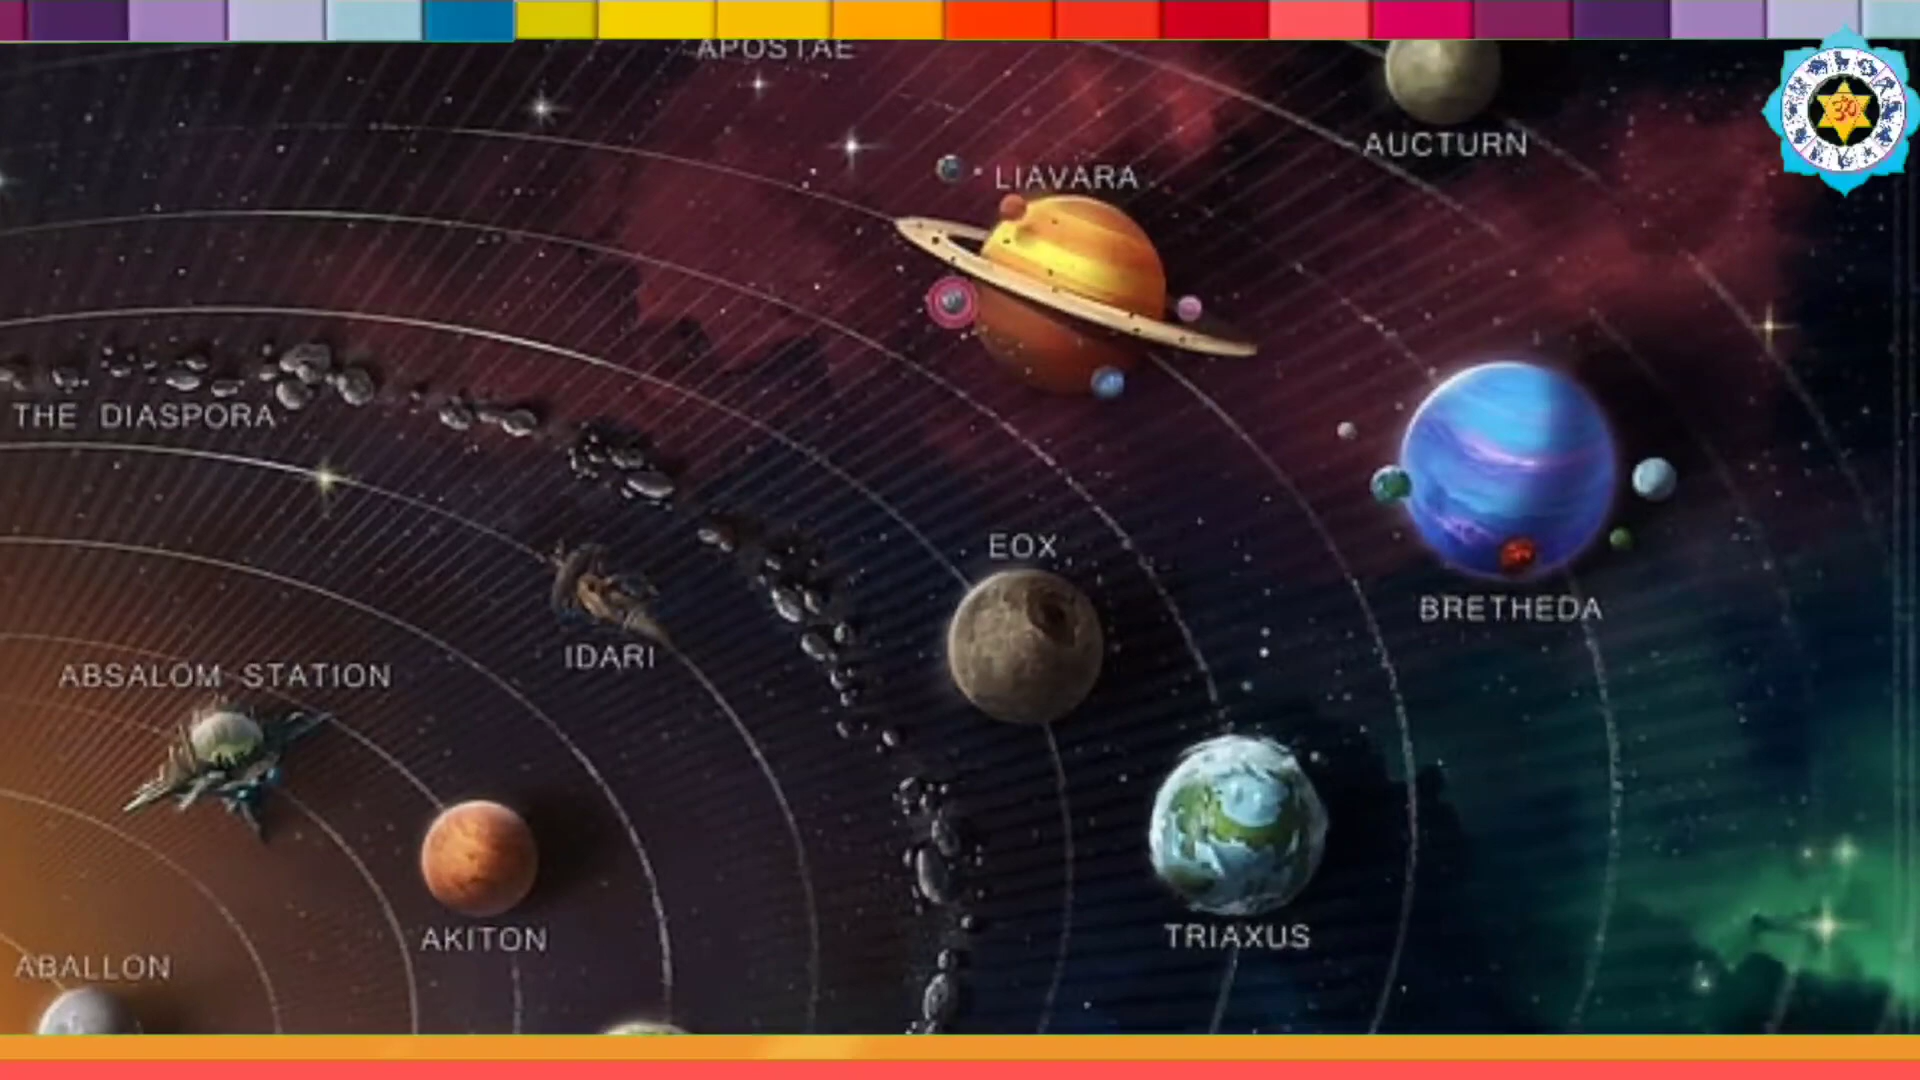 APOSTAE
AUCTURN
LIAVARA
THE DIASPORA
EOX
BRETHEDA
IDARI
ABSALOM STATION
TRIAXUS
AKITON
ABALLON
ॐ